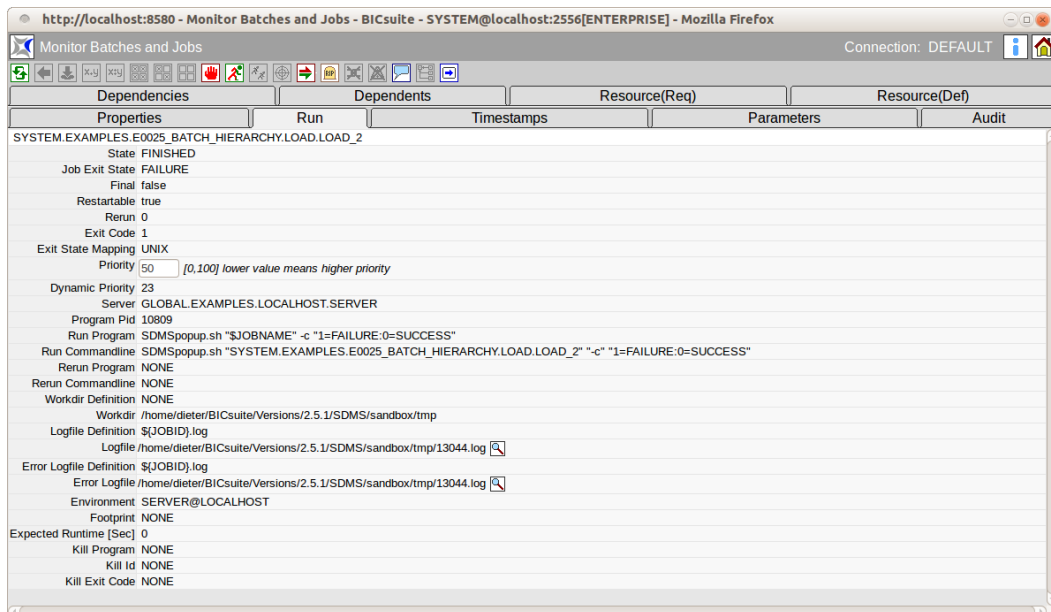 http://localhost:8580 - Monitor Batches and Jobs - BICsuite - SYSTEM@localhost:2556[ENTERPRISE] - Mozilla Firefox
Monitor Batches and Jobs Connection: DEFAULT
x,y x|y RIP
Dependencies Dependents Resource(Req) Resource(Def)
Properties Run Timestamps Parameters Audit
SYSTEM.EXAMPLES.E0025_BATCH_HIERARCHY.LOAD.LOAD_2
State FINISHED
Job Exit State FAILURE
Final false
Restartable true
Rerun 0
Exit Code 1
Exit State Mapping UNIX
Priority 50 [0,100] lower value means higher priority
Dynamic Priority 23
Server GLOBAL.EXAMPLES.LOCALHOST.SERVER
Program Pid 10809
Run Program SDMSpopup.sh "$JOBNAME" -c "1=FAILURE:0=SUCCESS"
Run Commandline SDMSpopup.sh "SYSTEM.EXAMPLES.E0025_BATCH_HIERARCHY.LOAD.LOAD_2" "-c" "1=FAILURE:0=SUCCESS"
Rerun Program NONE
Rerun Commandline NONE
Workdir Definition NONE
Workdir /home/dieter/BICsuite/Versions/2.5.1/SDMS/sandbox/tmp
Logfile Definition ${JOBID}.log
Logfile /home/dieter/BICsuite/Versions/2.5.1/SDMS/sandbox/tmp/13044.log
Error Logfile Definition ${JOBID}.log
Error Logfile /home/dieter/BICsuite/Versions/2.5.1/SDMS/sandbox/tmp/13044.log
Environment SERVER@LOCALHOST
Footprint NONE
Expected Runtime [Sec] 0
Kill Program NONE
Kill Id NONE
Kill Exit Code NONE